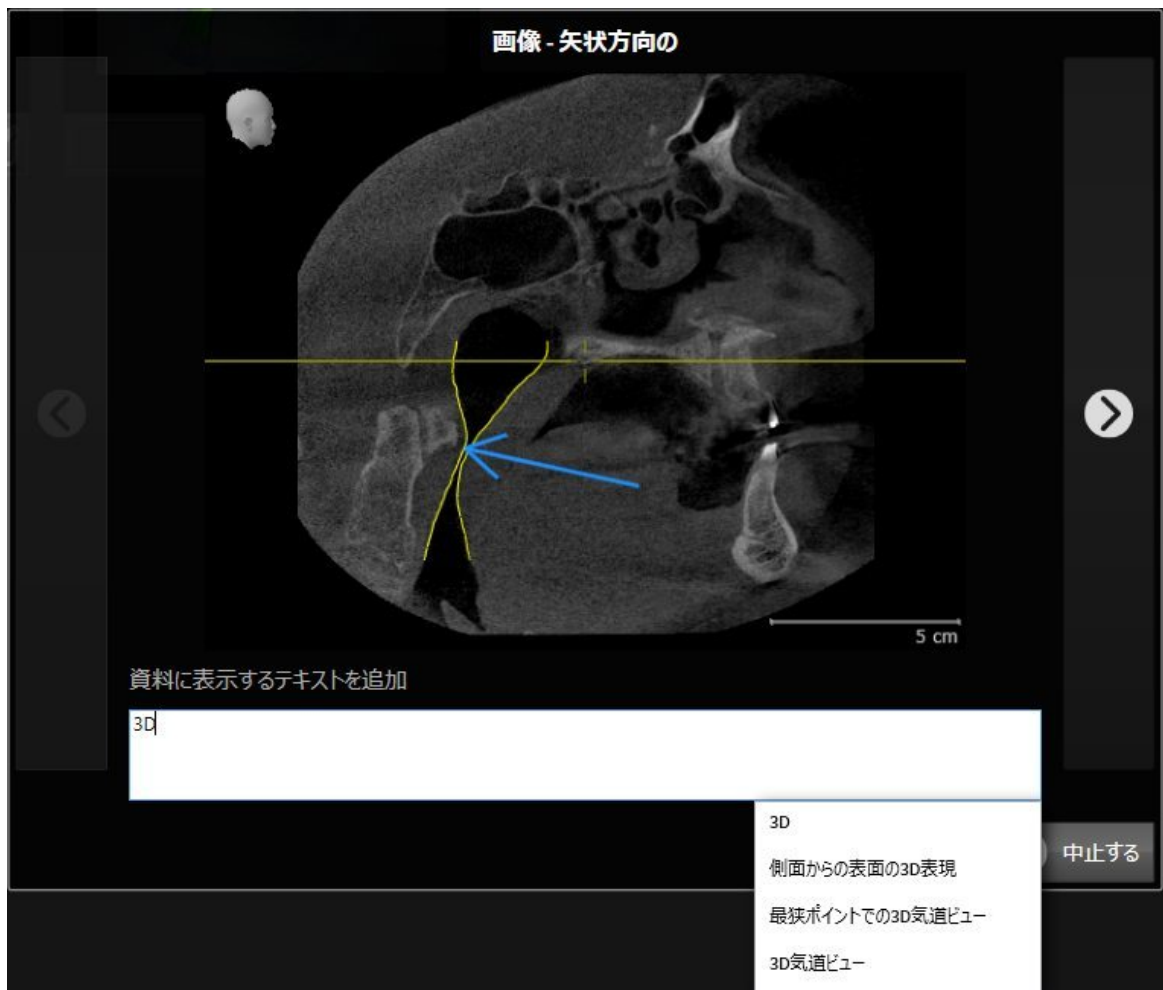 画像 - 矢状方向の
5 cm
資料に表示するテキストを追加
3D
3D
側面からの表面の3D表現
最狭ポイントでの3D気道ビュー
3D気道ビュー
中止する